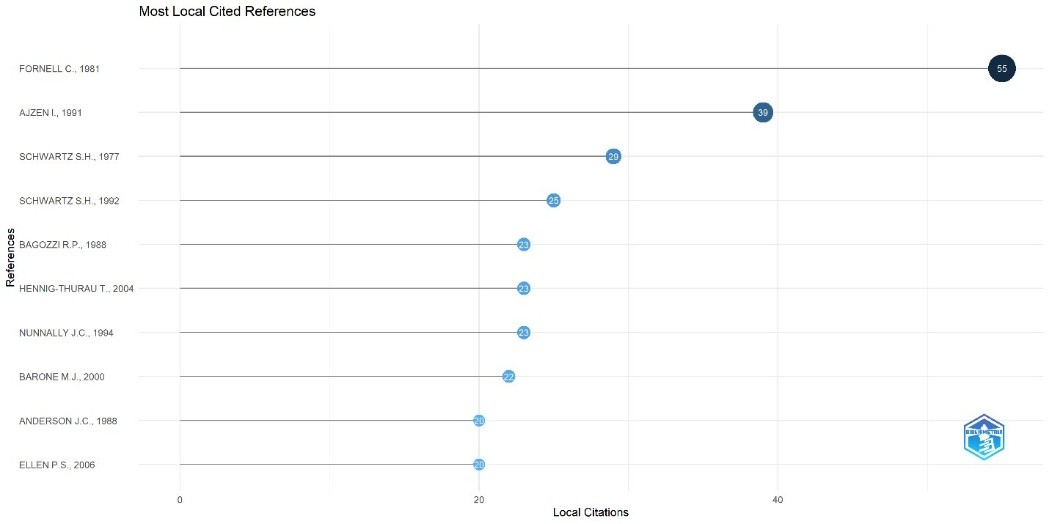 Most Local Cited References
FORNELL C., 1981
55
AJZEN I., 1991
39
SCHWARTZ S.H., 1977
29
SCHWARTZ S.H., 1992
25
BAGOZZI R.P., 1988
23
HENNIG-THURAU T., 2004
23
NUNNALLY J.C., 1994
23
BARONE M.J., 2000
22
ANDERSON J.C., 1988
20
ELLEN P.S., 2006
20
References
0
20
40
Local Citations
BIBLIOMETRIX